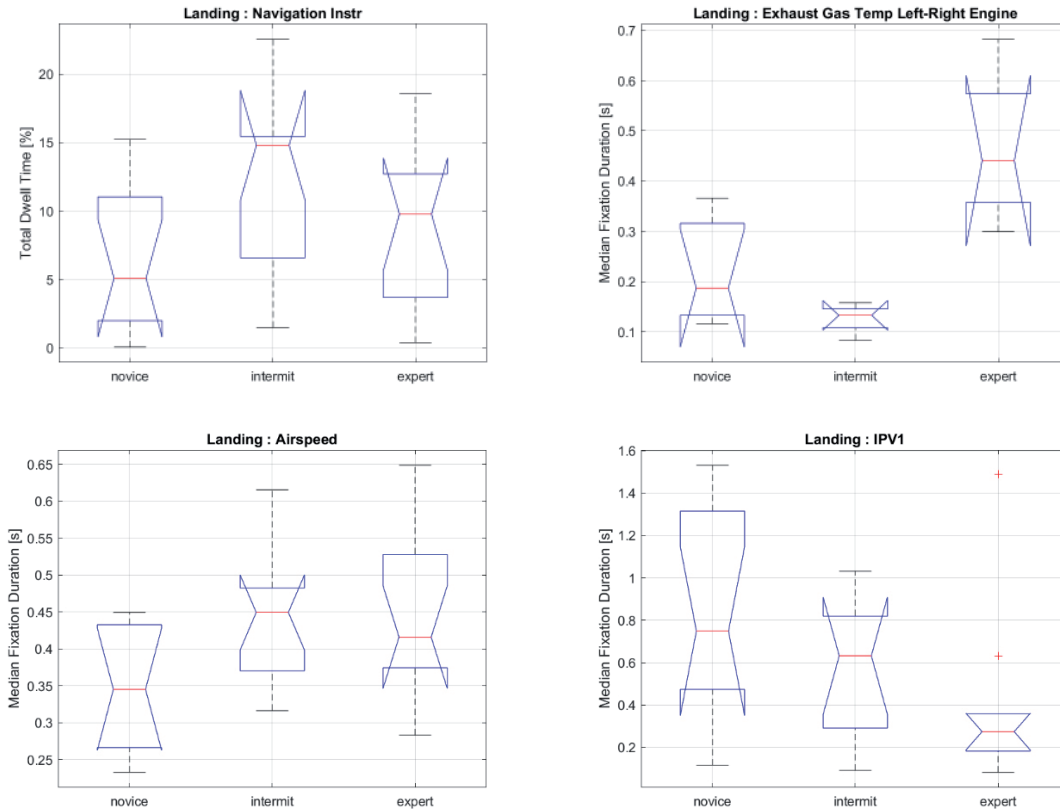 Landing : Navigation Instr
Total Dwell Time [%]
20
15
10
5
0
novice intermit expert
Landing : Exhaust Gas Temp Left-Right Engine
Median Fixation Duration [s]
0.7
0.6
0.5
0.4
0.3
0.2
0.1
novice intermit expert
Landing : Airspeed
Median Fixation Duration [s]
0.65
0.6
0.55
0.5
0.45
0.4
0.35
0.3
0.25
novice intermit expert
Landing : IPV1
Median Fixation Duration [s]
1.6
1.4
1.2
1
0.8
0.6
0.4
0.2
novice intermit expert